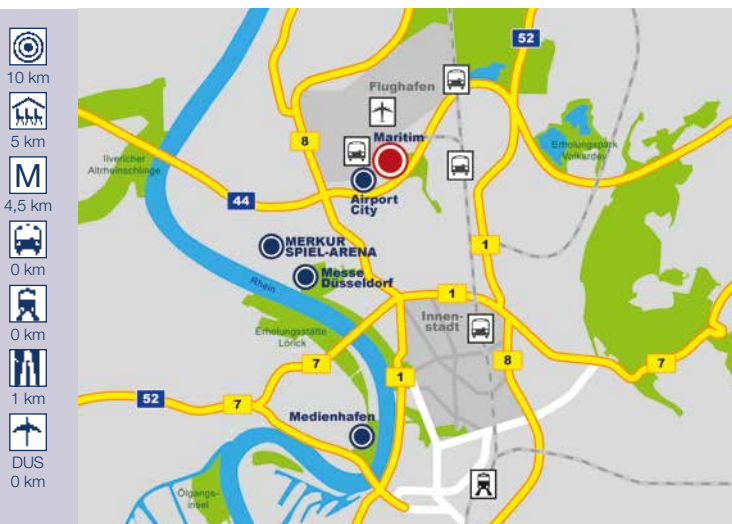 10 km
5 km
M
4,5 km
0 km
0 km
1 km
DUS
0 km
52
Flughafen
8
Maritim
Erholungspark
Volkardey
Ilvericher
Altrheinschlinge
44
Airport
City
1
MERKUR
SPIEL-ARENA
Messe
Düsseldorf
Rhein
1
Innen-
stadt
Erholungsstätte
Lörick
7
1
8
7
52
7
Medienhafen
Ölgangs-
insel